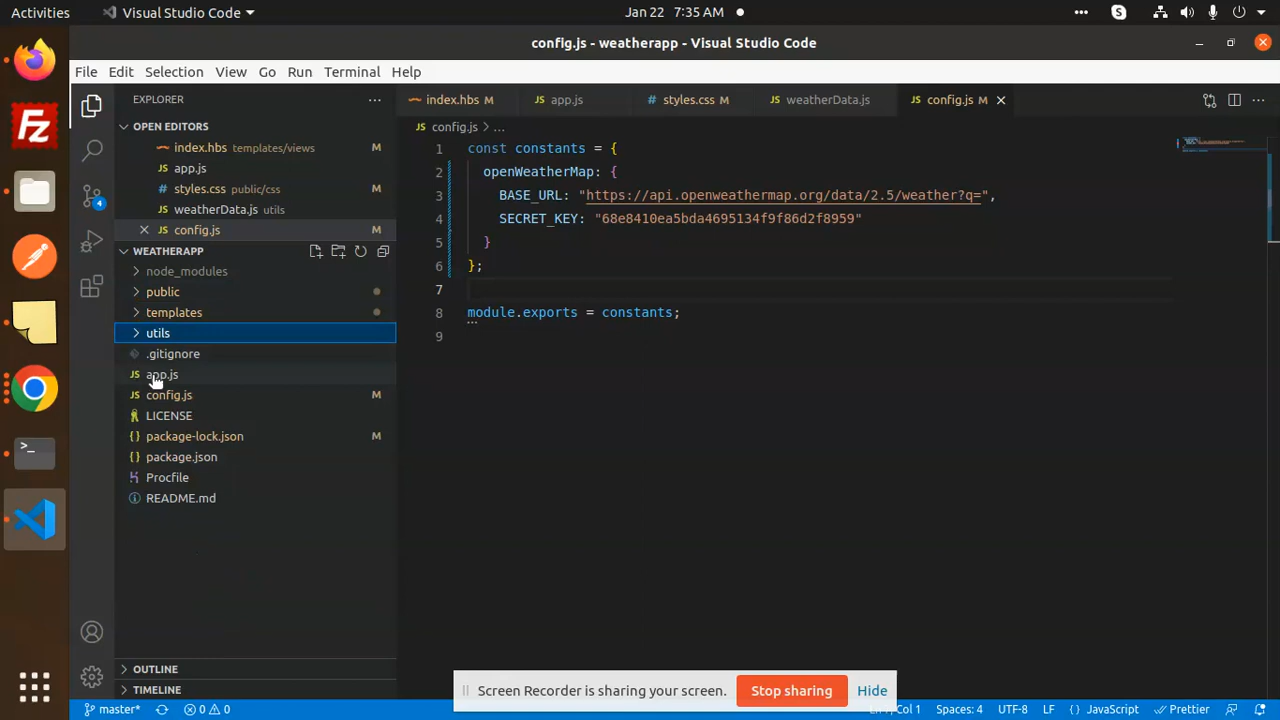 Activities
Visual Studio Code
Jan 22 7:35 AM
config.js - weatherapp - Visual Studio Code
File Edit Selection View Go Run Terminal Help
EXPLORER
OPEN EDITORS
index.hbs templates/views M
app.js
styles.css public/css M
weatherData.js utils
config.js M
WEATHERAPP
node_modules
public
templates
utils
.gitignore
app.js
config.js M
LICENSE
package-lock.json M
package.json
Procfile
README.md
OUTLINE
TIMELINE
index.hbs M app.js styles.css M weatherData.js config.js M
config.js > ...
1 const constants = {
2 openWeatherMap: {
3 BASE_URL: "https://api.openweathermap.org/data/2.5/weather?q=",
4 SECRET_KEY: "68e8410ea5bda4695134f9f86d2f8959"
5 }
6 };
7
8 module.exports = constants;
9
Screen Recorder is sharing your screen. Stop sharing Hide
master* 0 0 Col 1 Spaces: 4 UTF-8 LF { } JavaScript Prettier